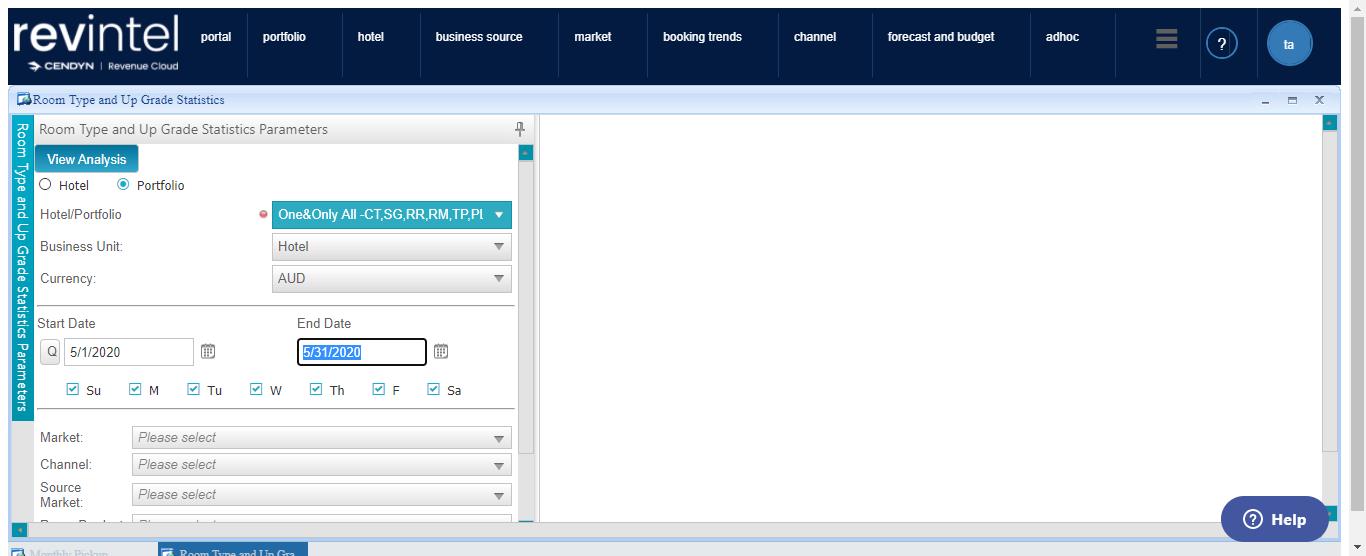 revintel
CENDYN | Revenue Cloud
portal
portfolio
hotel
business source
market
booking trends
channel
forecast and budget
adhoc
?
ta
Room Type and Up Grade Statistics
Room Type and Up Grade Statistics Parameters
Room Type and Up Grade Statistics Parameters
View Analysis
Hotel
Portfolio
Hotel/Portfolio
One&Only All -CT,SG,RR,RM,TP,PI
Business Unit:
Hotel
Currency:
AUD
Start Date
End Date
Q
5/1/2020
5/31/2020
Su
M
Tu
W
Th
F
Sa
Market:
Please select
Channel:
Please select
Source
Market:
Please select
Please select
? Help
Monthly Pickup
Room Type and Up Gra